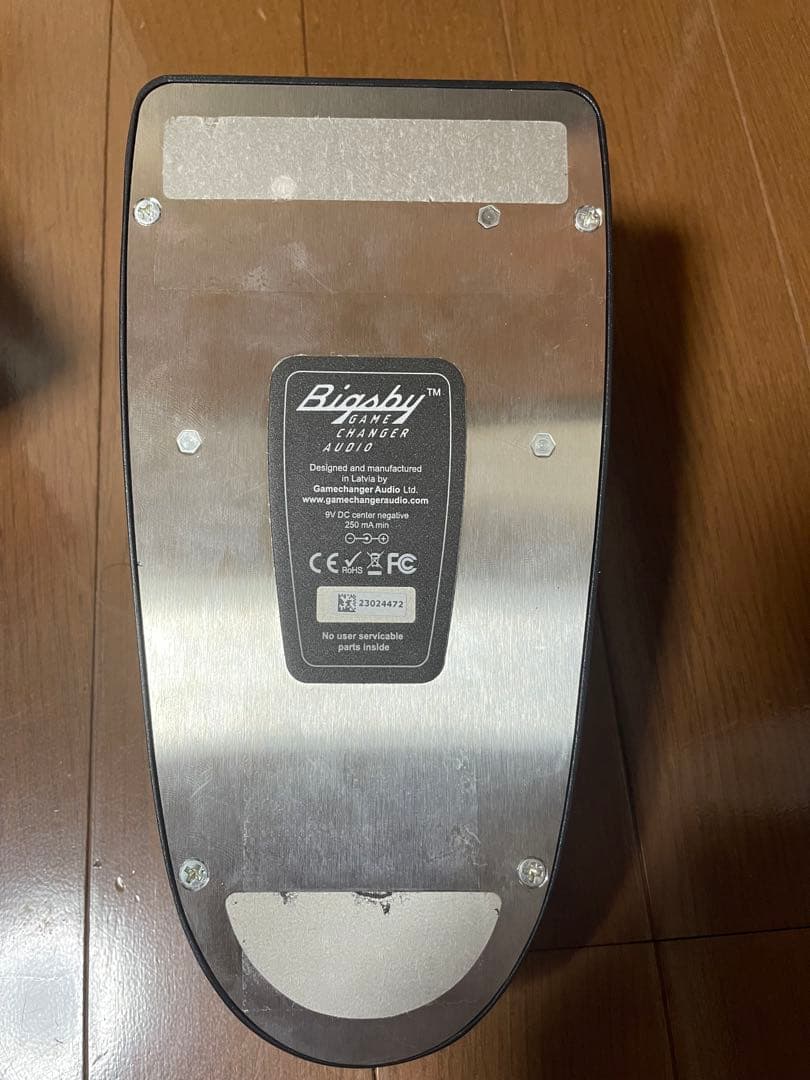 Bigsby™
GAME
CHANGER
AUDIO
Designed and manufactured
in Latvia by
Gamechanger Audio Ltd.
www.gamechangeraudio.com
9V DC center negative
250 mA min
CE RoHS FC
23024472
No user servicable
parts inside